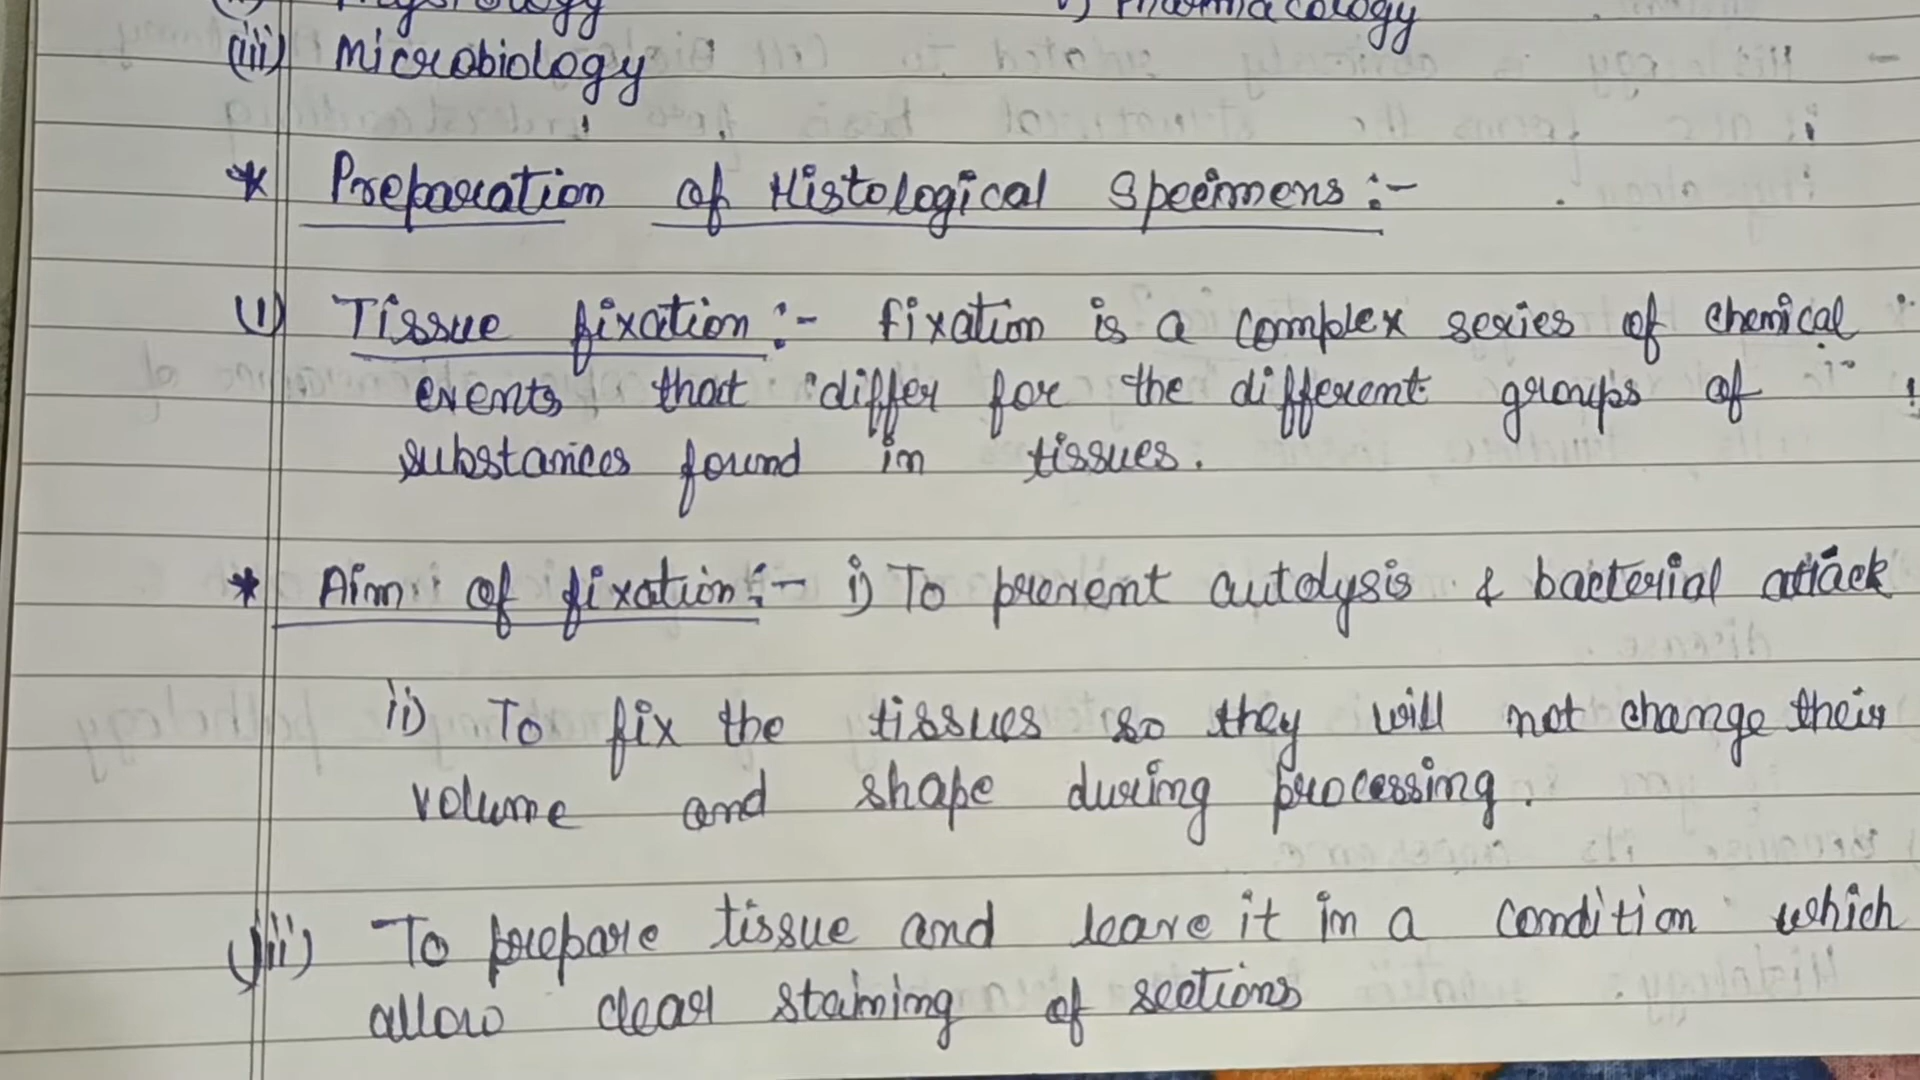 Physiology v) Pharmacology
(iii) Microbiology
* Preparation of Histological Speimens :-
(1) Tissue fixation :- fixation is a complex series of chemical
events that differ for the different groups of
substances found in tissues.
* Aim of fixation :- i) To prevent autolysis & bacterial attack
ii) To fix the tissues so they will not change their
volume and shape during processing.
iii) To prepare tissue and leave it in a condition which
allow clear staining of sections